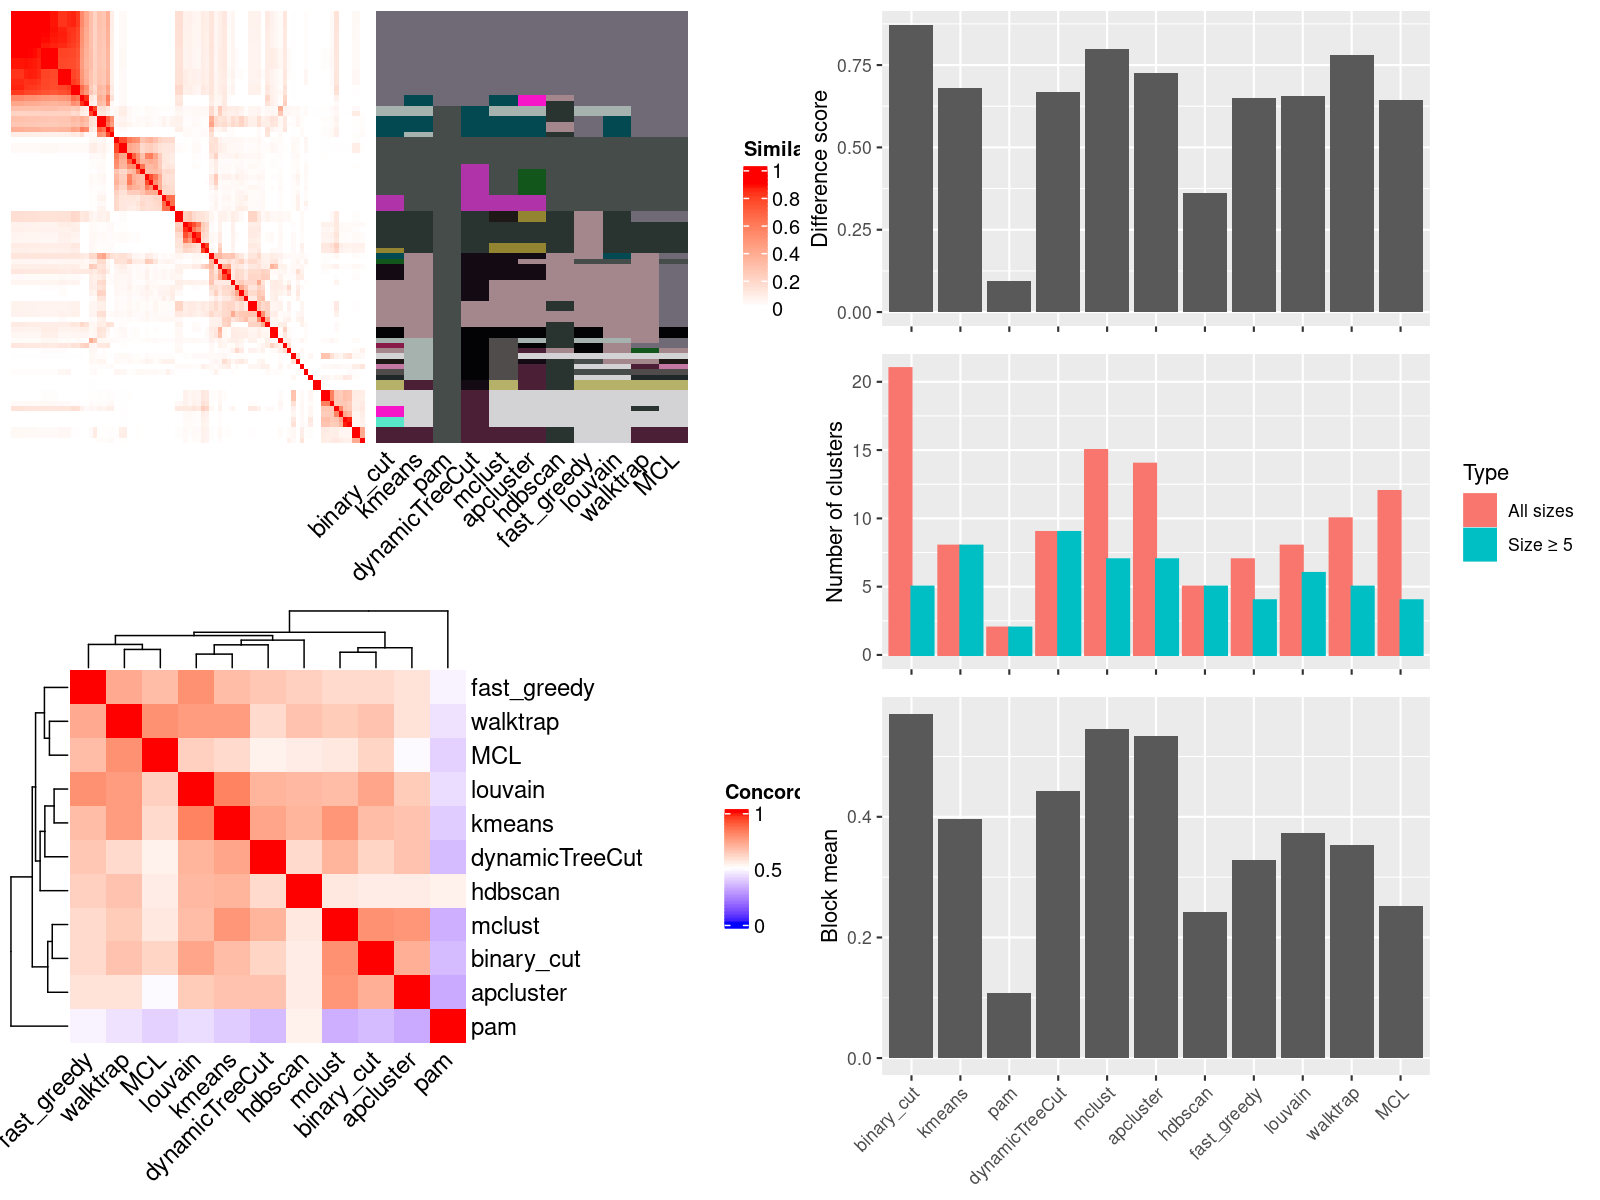 Simila
1
0.8
0.6
0.4
0.2
0
binary_cut
kmeans
pam
dynamicTreeCut
mclust
apcluster
hdbscan
fast_greedy
louvain
walktrap
MCL
fast_greedy
walktrap
MCL
louvain
kmeans
dynamicTreeCut
hdbscan
mclust
binary_cut
apcluster
pam
fast_greedy
walktrap
MCL
louvain
kmeans
dynamicTreeCut
hdbscan
mclust
binary_cut
apcluster
pam
Concord
1
0.5
0
Difference score
0.75
0.50
0.25
0.00
Number of clusters
20
15
10
5
0
Type
All sizes
Size ≥ 5
Block mean
0.4
0.2
0.0
binary_cut
kmeans
pam
dynamicTreeCut
mclust
apcluster
hdbscan
fast_greedy
louvain
walktrap
MCL